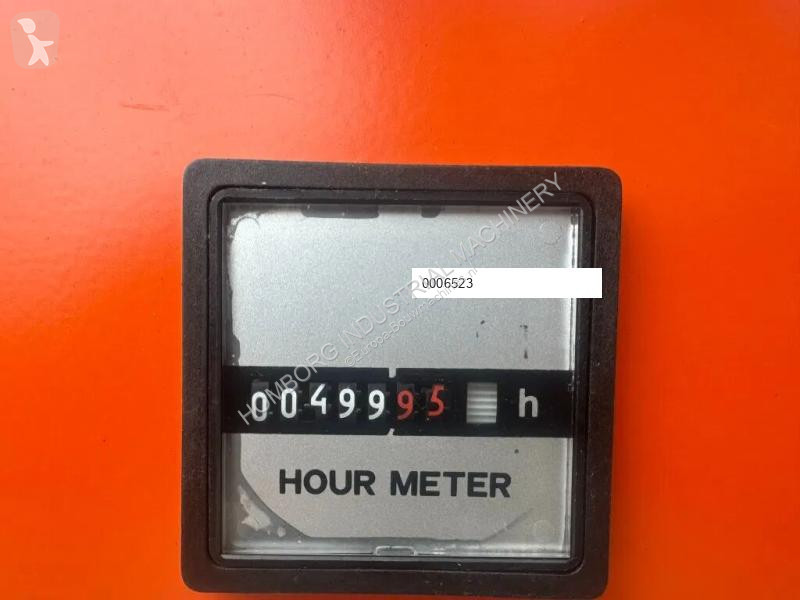 HOMBORG INDUSTRIAL MACHINERY
0006523
0049995 h
HOUR METER